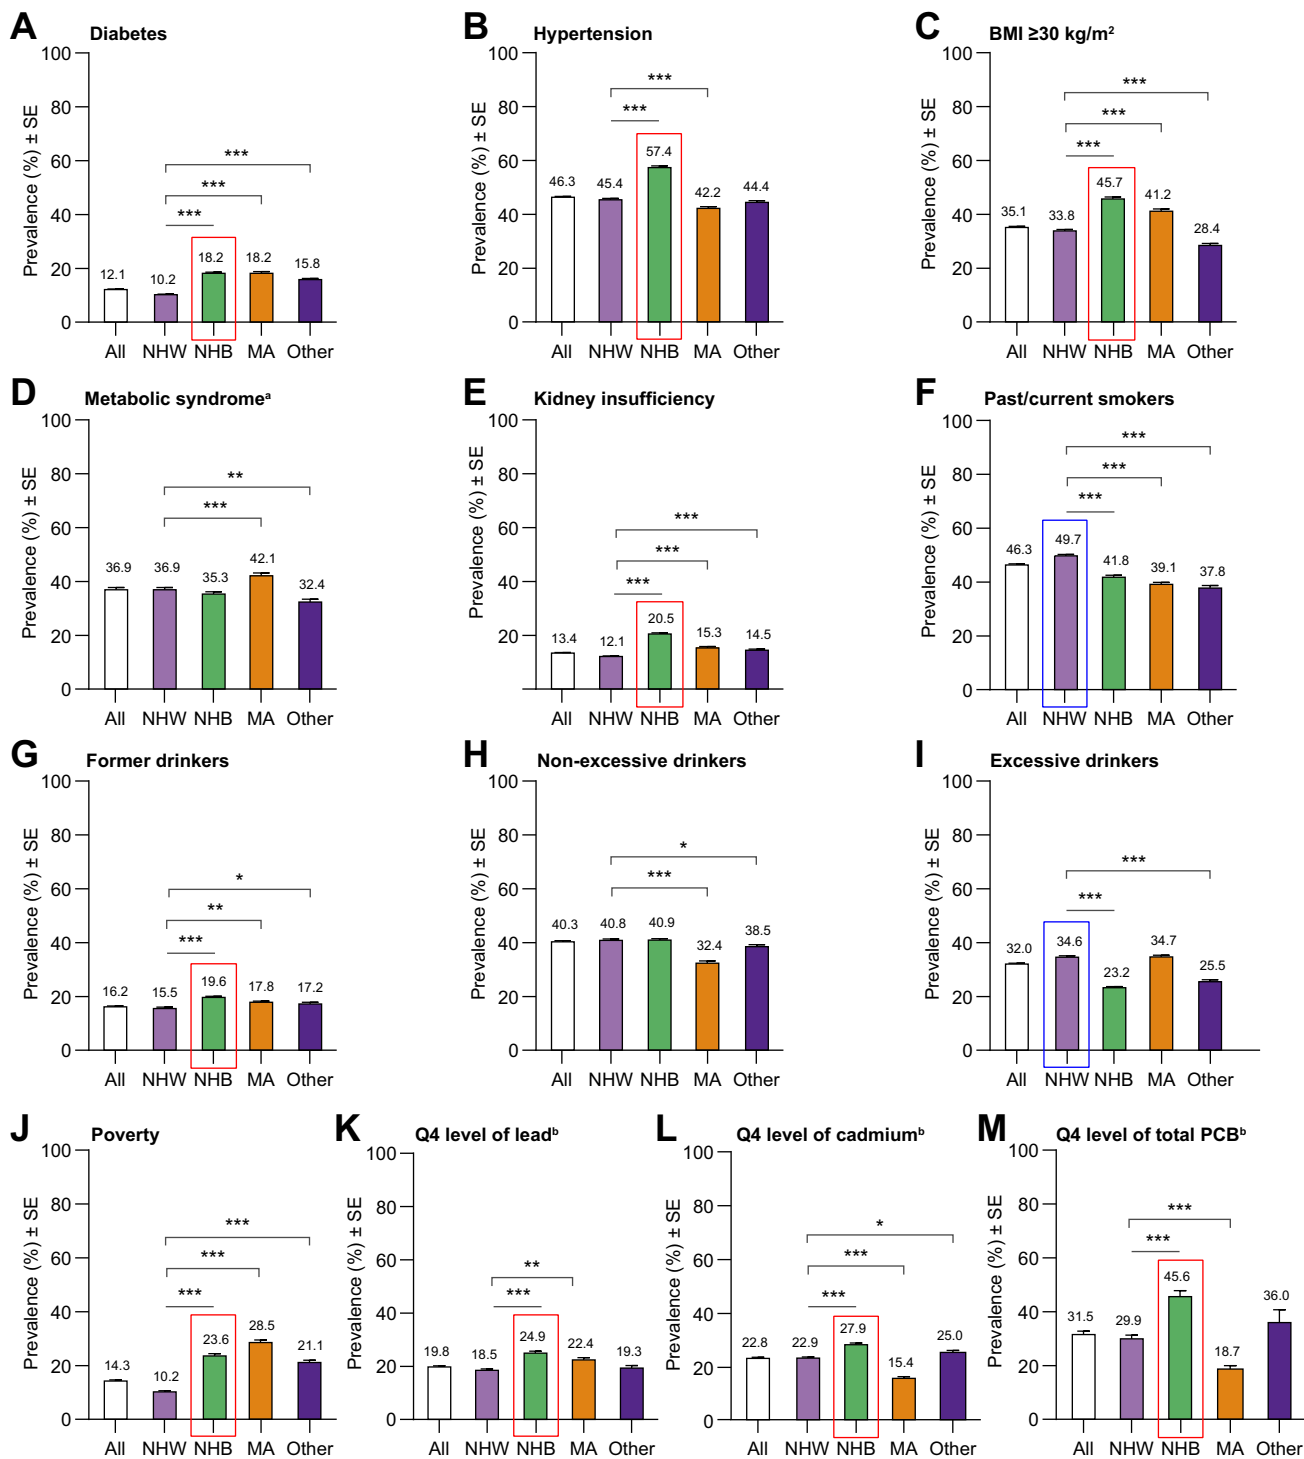 A Diabetes
Prevalence (%) ± SE
100
80
60
40
20
0
***
***
***
12.1 10.2 18.2 18.2 15.8
All NHW NHB MA Other
B Hypertension
Prevalence (%) ± SE
100
80
60
40
20
0
***
***
46.3 45.4 57.4 42.2 44.4
All NHW NHB MA Other
C BMI ≥30 kg/m²
Prevalence (%) ± SE
100
80
60
40
20
0
***
***
***
35.1 33.8 45.7 41.2 28.4
All NHW NHB MA Other
D Metabolic syndromeᵃ
Prevalence (%) ± SE
100
80
60
40
20
0
**
***
36.9 36.9 35.3 42.1 32.4
All NHW NHB MA Other
E Kidney insufficiency
Prevalence (%) ± SE
100
80
60
40
20
***
***
***
13.4 12.1 20.5 15.3 14.5
All NHW NHB MA Other
F Past/current smokers
Prevalence (%) ± SE
100
80
60
40
20
0
***
***
***
46.3 49.7 41.8 39.1 37.8
All NHW NHB MA Other
G Former drinkers
Prevalence (%) ± SE
100
80
60
40
20
0
*
**
***
16.2 15.5 19.6 17.8 17.2
All NHW NHB MA Other
H Non-excessive drinkers
Prevalence (%) ± SE
100
80
60
40
20
0
*
***
40.3 40.8 40.9 32.4 38.5
All NHW NHB MA Other
I Excessive drinkers
Prevalence (%) ± SE
100
80
60
40
20
0
***
***
32.0 34.6 23.2 34.7 25.5
All NHW NHB MA Other
J Poverty
Prevalence (%) ± SE
100
80
60
40
20
0
***
***
***
14.3 10.2 23.6 28.5 21.1
All NHW NHB MA Other
K Q4 level of leadᵇ
Prevalence (%) ± SE
100
80
60
40
20
0
**
***
19.8 18.5 24.9 22.4 19.3
All NHW NHB MA Other
L Q4 level of cadmiumᵇ
Prevalence (%) ± SE
100
80
60
40
20
0
*
***
***
22.8 22.9 27.9 15.4 25.0
All NHW NHB MA Other
M Q4 level of total PCBᵇ
Prevalence (%) ± SE
100
80
60
40
20
0
***
***
31.5 29.9 45.6 18.7 36.0
All NHW NHB MA Other